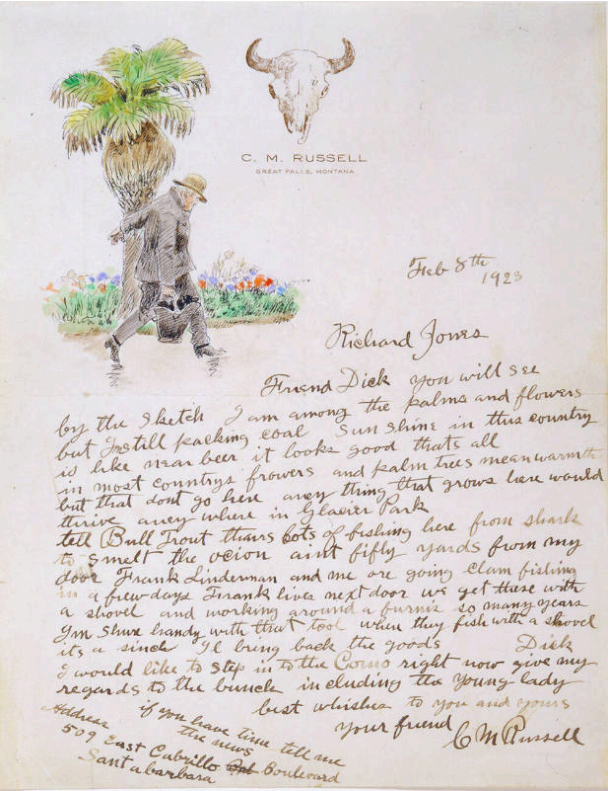 C. M. RUSSELL
GREAT FALLS, MONTANA
Feb 8th
1923
Richard Jones
Friend Dick you will see
by the sketch I am among the palms and flowers
but Im still packing coal Sun shine in this country
is like near beer it looks good thats all
in most countrys frowers and palm trees mean warmth
but that dont go here aney thing that grows here would
thrive aney where in Glacier Park
tell Bull Trout thairs lots of fishing here from shark
to smelt the ocion aint fifty yards from my
door Frank Linderman and me are going clam fishing
in a few days Frank lives next door we get these with
a shovel and working around a furnis so many years
Im shure handy with that tool when they fish with a shovel
its a sinch Il bring back the goods Dick
I would like to step in to the Como right now give my
regards to the bunch including the young lady
best whishes to you and yours
your friend
C M Russell
if you have time tell me
the news
Address
509 East Cabrillo Boulevard
Santa barbara